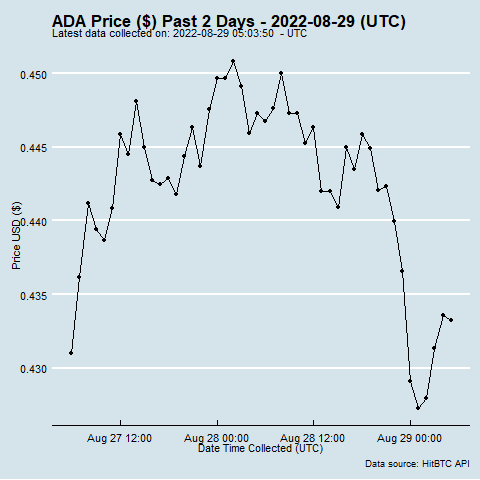 ADA Price ($) Past 2 Days - 2022-08-29 (UTC)
Latest data collected on: 2022-08-29 05:03:50 - UTC
0.450
0.445
0.440
0.435
0.430
Price USD ($)
Aug 27 12:00
Aug 28 00:00
Aug 28 12:00
Aug 29 00:00
Date Time Collected (UTC)
Data source: HitBTC API